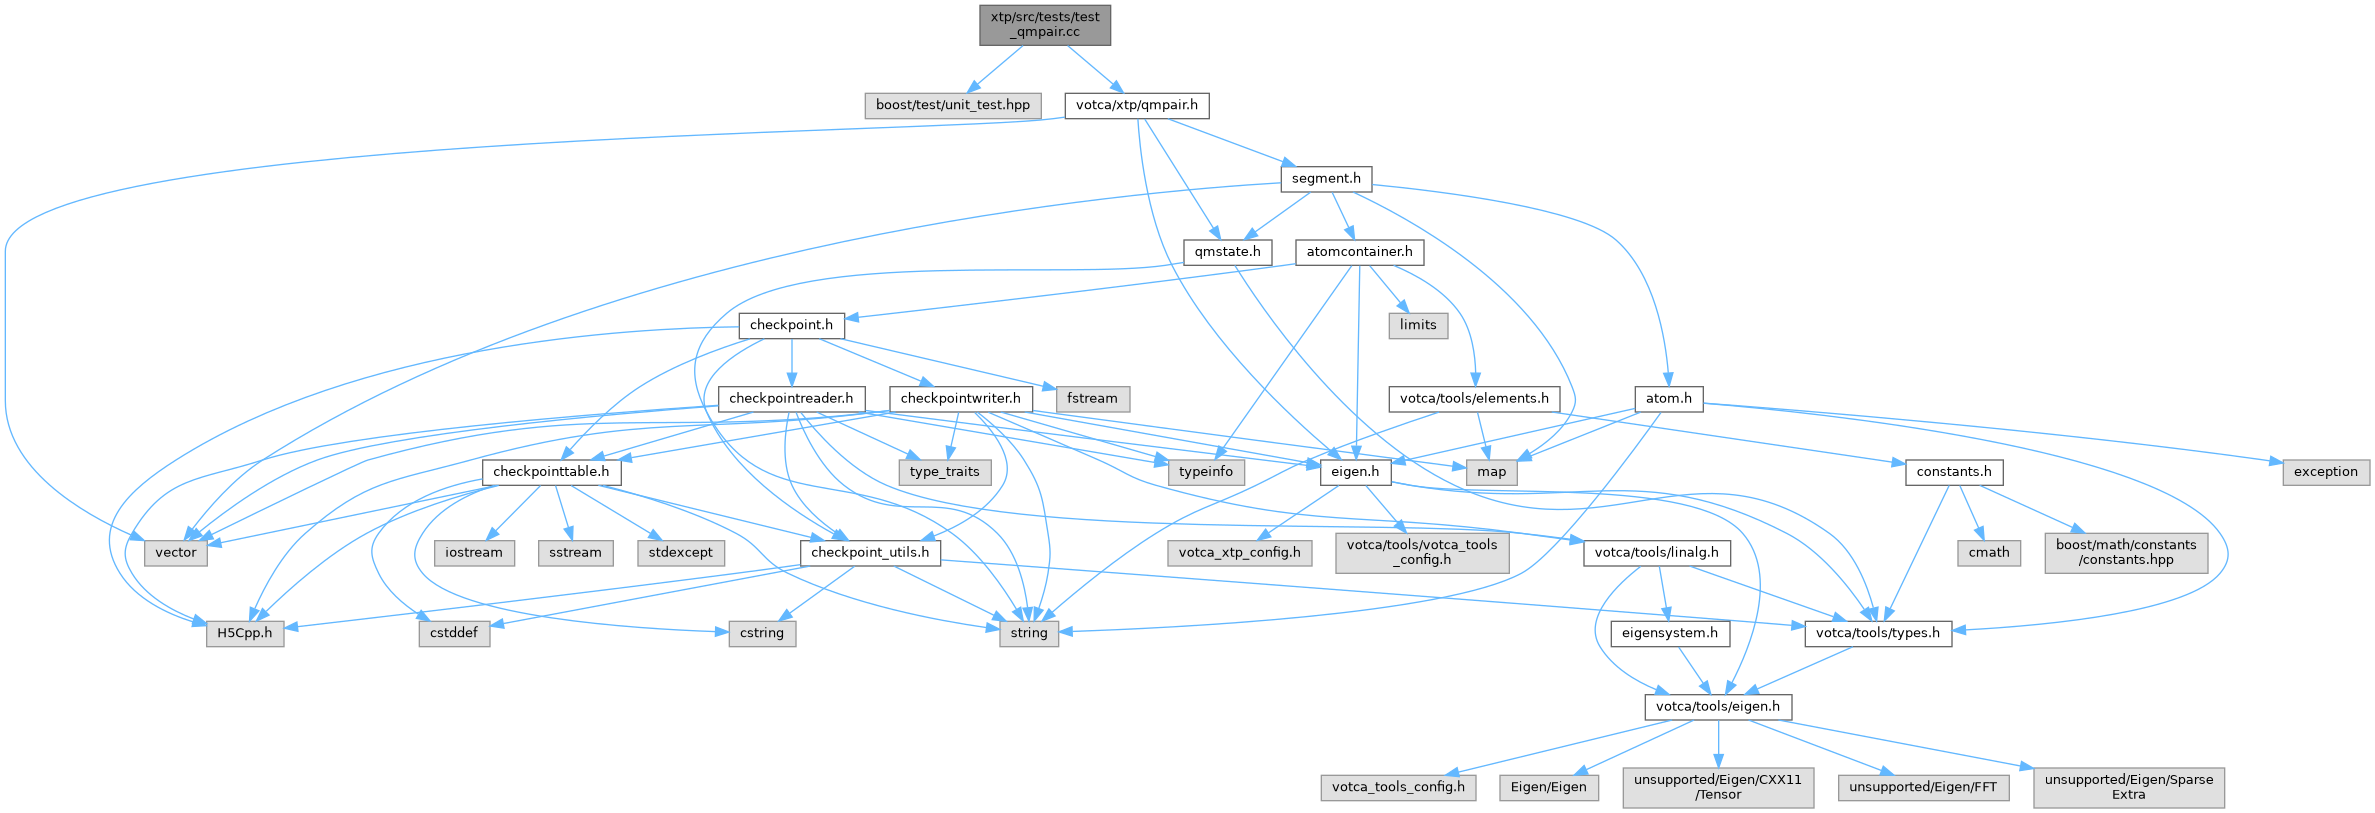 xtp/src/tests/test
_qmpair.cc
boost/test/unit_test.hpp
votca/xtp/qmpair.h
segment.h
qmstate.h
atomcontainer.h
checkpoint.h
limits
checkpointreader.h
checkpointwriter.h
fstream
votca/tools/elements.h
atom.h
checkpointtable.h
type_traits
typeinfo
eigen.h
map
constants.h
exception
vector
iostream
sstream
stdexcept
checkpoint_utils.h
votca_xtp_config.h
votca/tools/votca_tools
_config.h
votca/tools/linalg.h
cmath
boost/math/constants
/constants.hpp
H5Cpp.h
cstddef
cstring
string
eigensystem.h
votca/tools/types.h
votca/tools/eigen.h
votca_tools_config.h
Eigen/Eigen
unsupported/Eigen/CXX11
/Tensor
unsupported/Eigen/FFT
unsupported/Eigen/Sparse
Extra